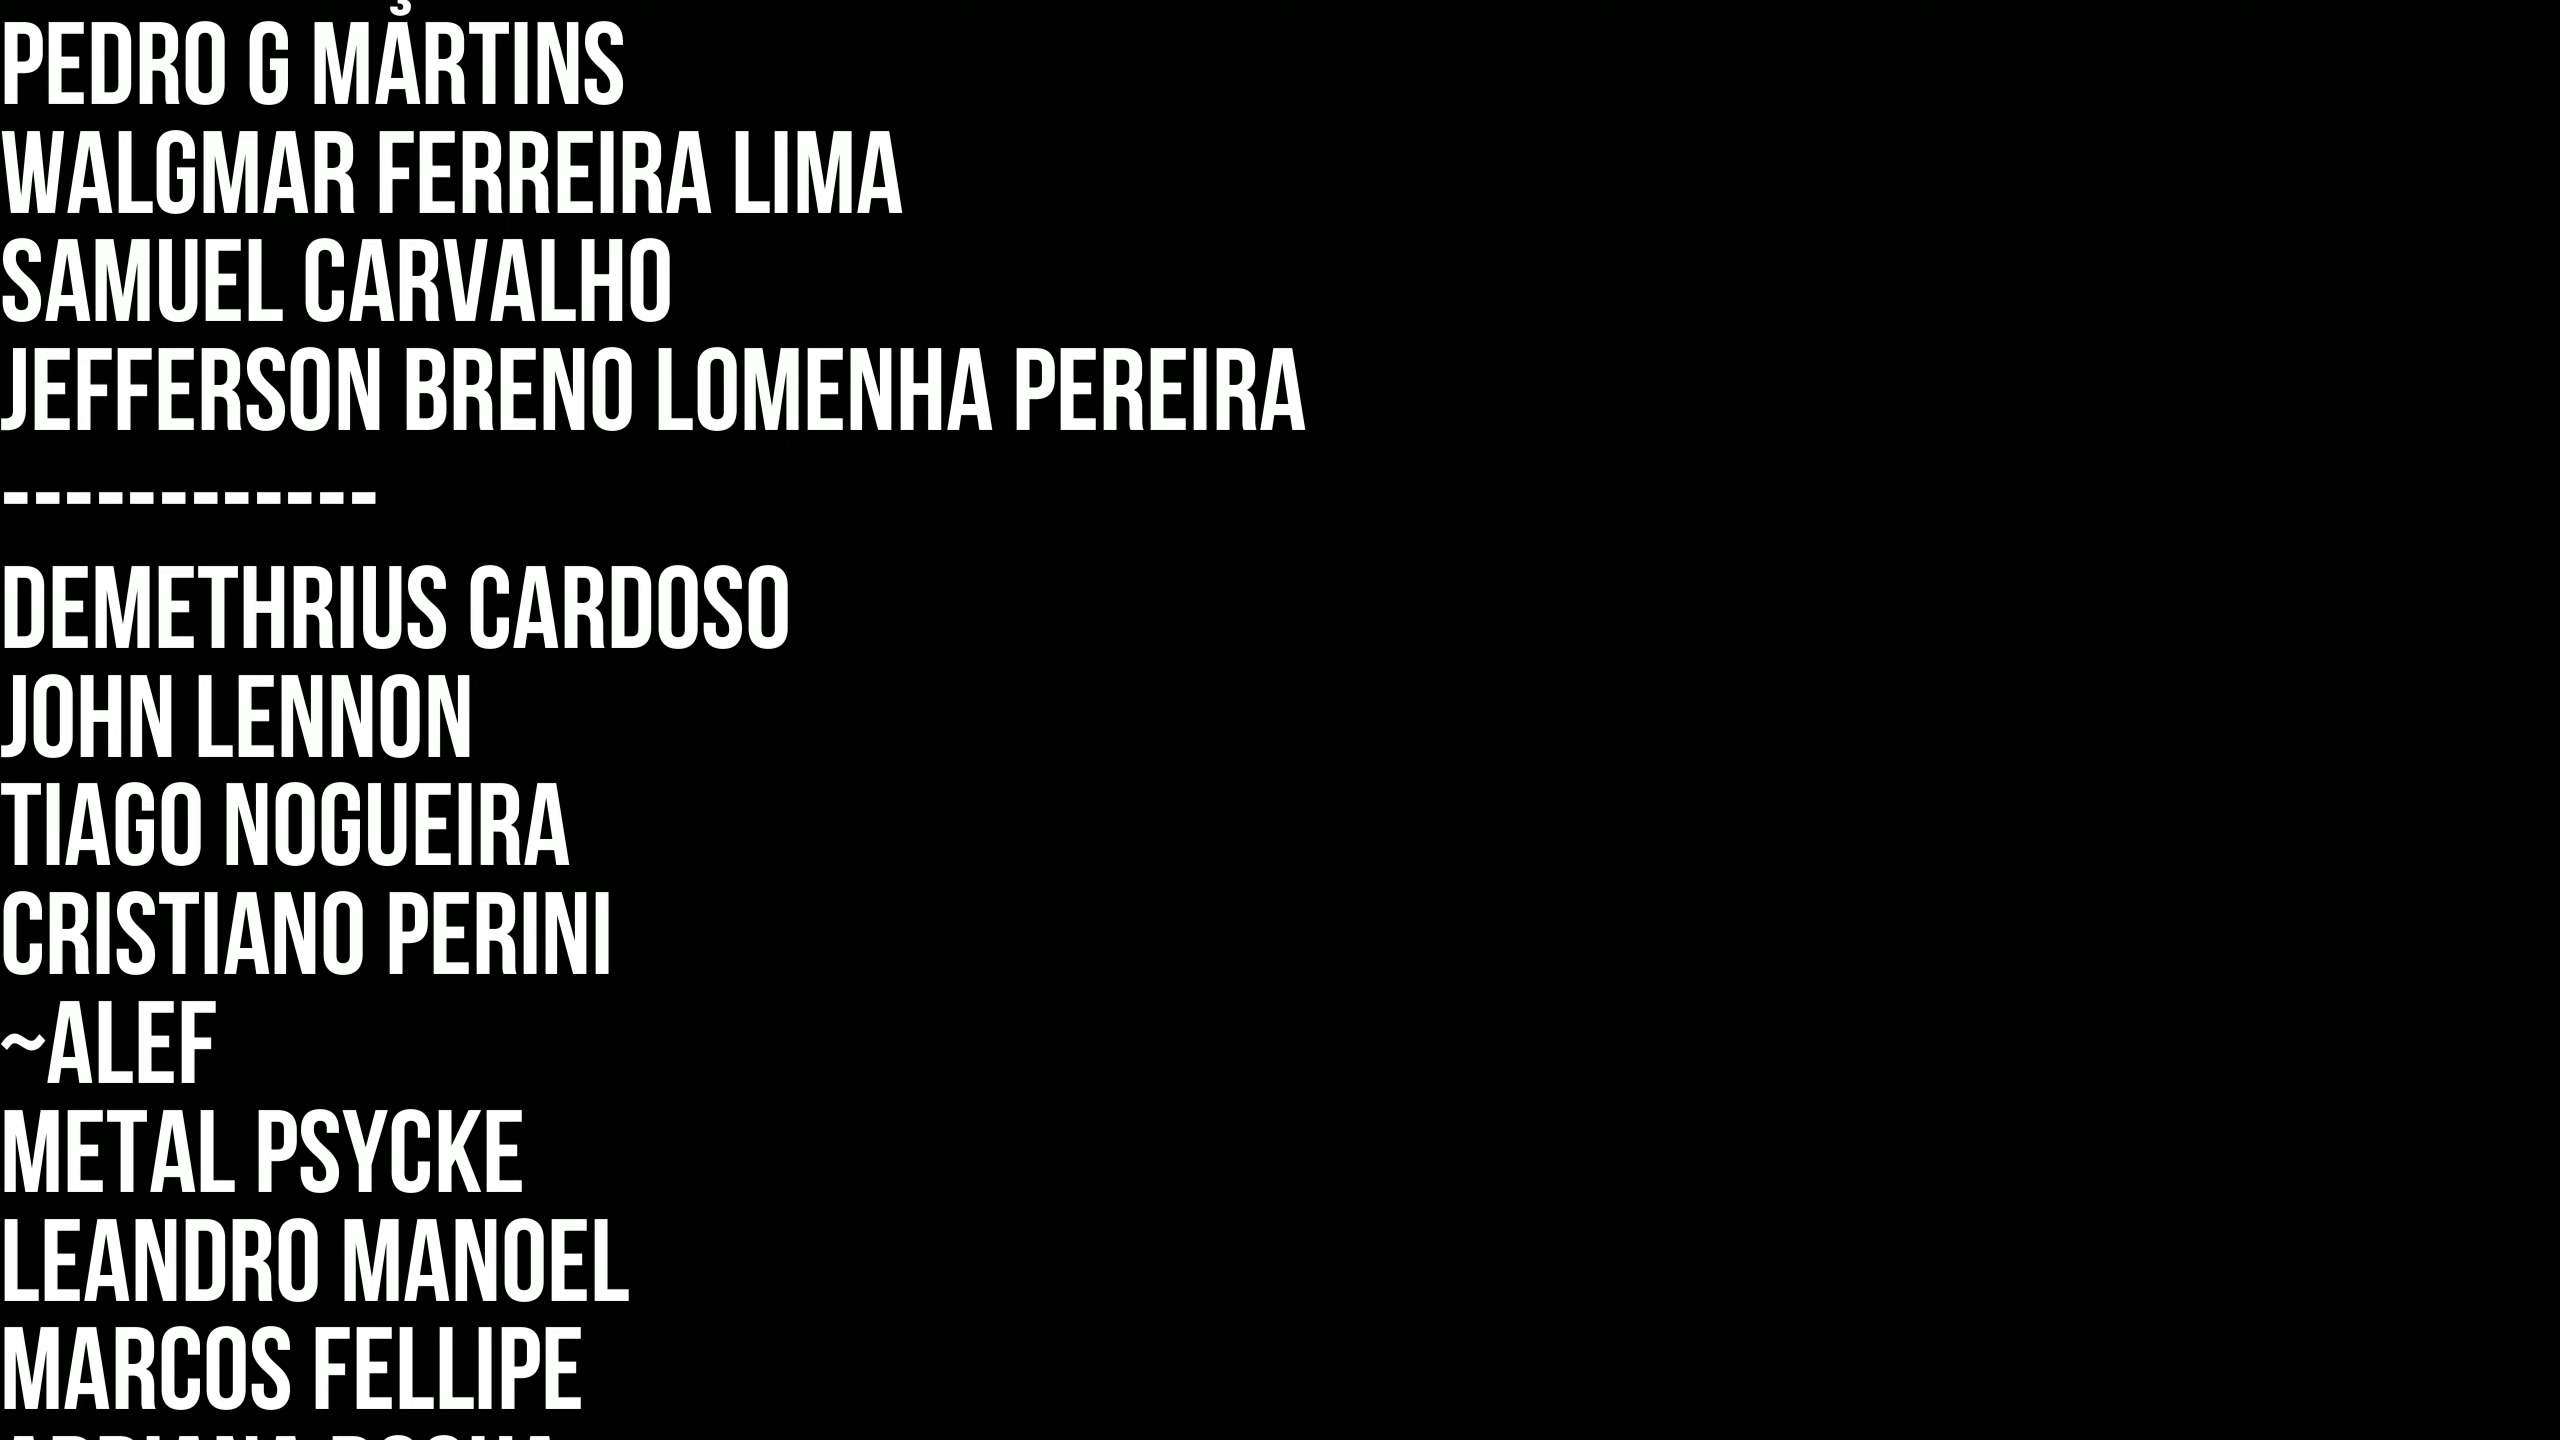 PEDRO G MARTINS
WALGMAR FERREIRA LIMA
SAMUEL CARVALHO
JEFFERSON BRENO LOMENHA PEREIRA
------------
DEMETHRIUS CARDOSO
JOHN LENNON
TIAGO NOGUEIRA
CRISTIANO PERINI
~ALEF
METAL PSYCKE
LEANDRO MANOEL
MARCOS FELLIPE